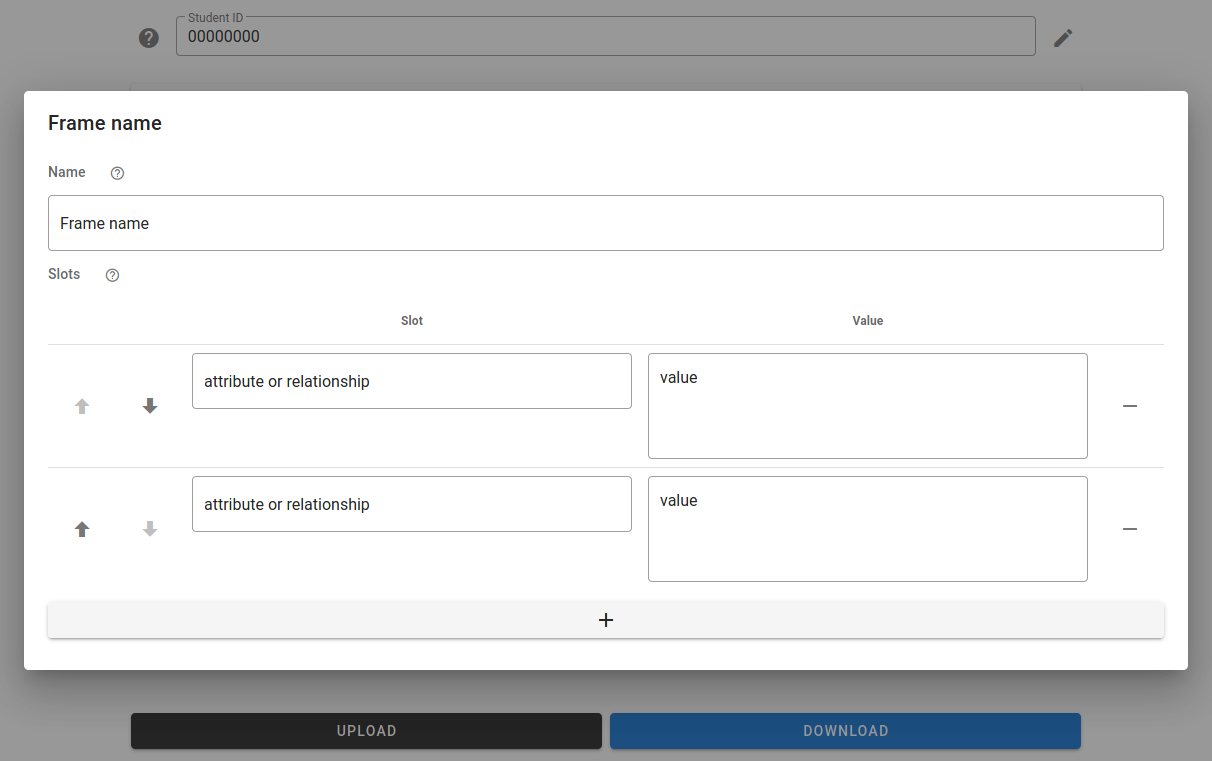 Student ID
00000000
Frame name
Name
Frame name
Slots
Slot Value
attribute or relationship value
attribute or relationship value
UPLOAD DOWNLOAD